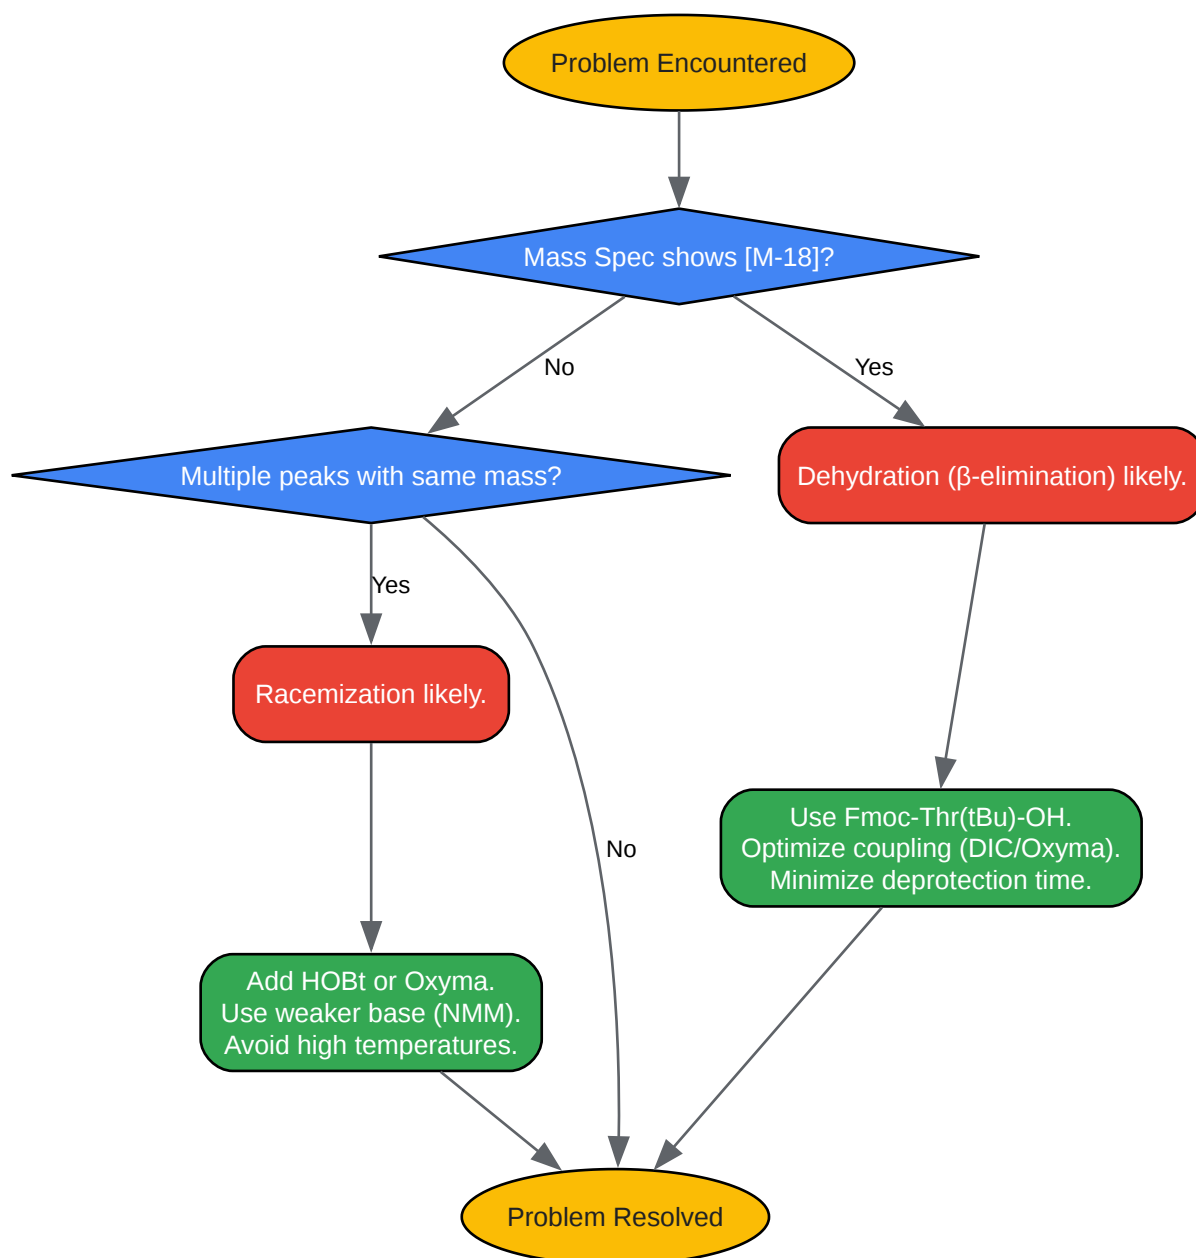 Problem Encountered
Mass Spec shows [M-18]?
No
Yes
Multiple peaks with same mass?
Dehydration (β-elimination) likely.
Yes
Racemization likely.
No
Use Fmoc-Thr(tBu)-OH.
Optimize coupling (DIC/Oxyma).
Minimize deprotection time.
Add HOBt or Oxyma.
Use weaker base (NMM).
Avoid high temperatures.
Problem Resolved